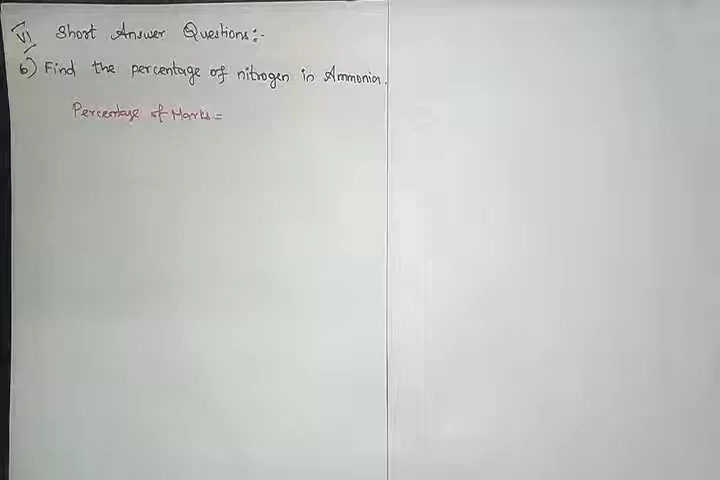 VI Short Answer Questions:-
6) Find the percentage of nitrogen in Ammonia.
Percentage of Marks =